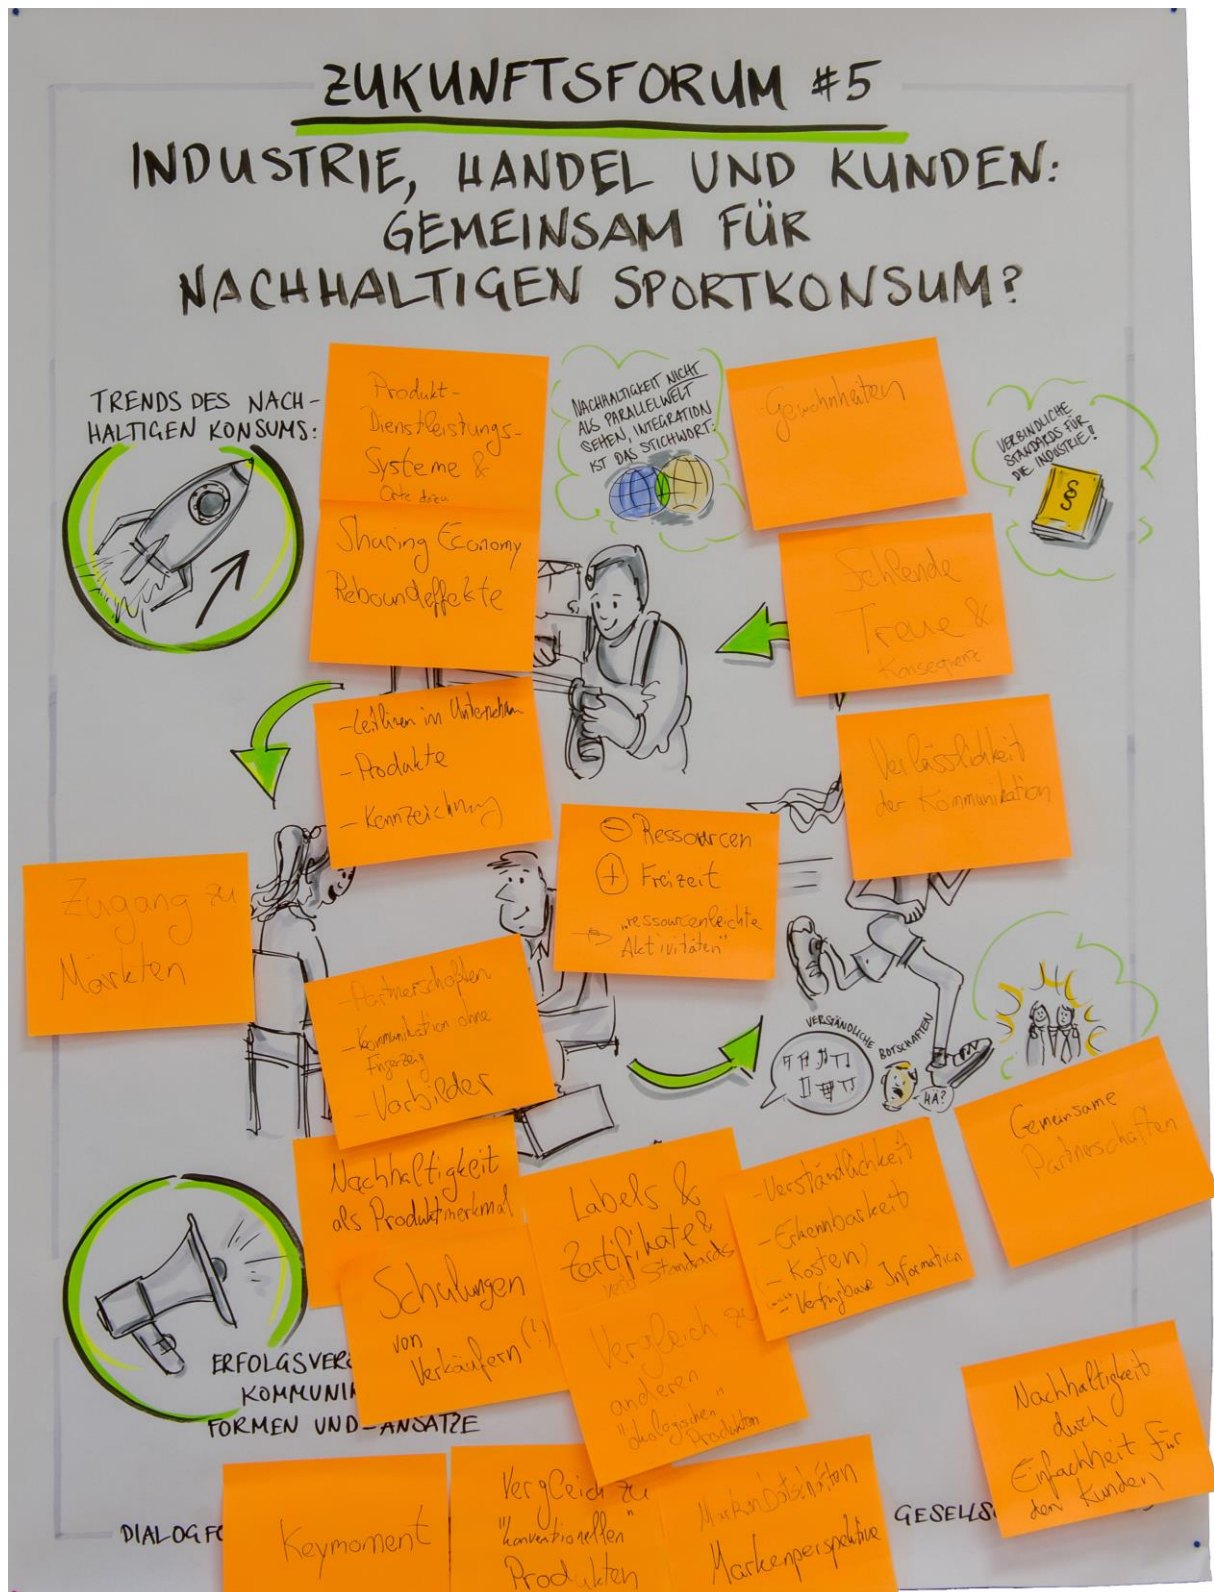 ZUKUNFTSFORUM #5
INDUSTRIE, HANDEL UND KUNDEN:
GEMEINSAM FÜR
NACHHALTIGEN SPORTKONSUM?
TRENDS DES NACH-
HALTIGEN KONSUMS:
Produkt-
Dienstleistungs-
Systeme &
Orte dazu
Sharing Economy
Reboundeffekte
NACHHALTIGKEIT NICHT
ALS PARALLELWELT
SEHEN, INTEGRATION
IST DAS STICHWORT:
Gewohnheiten
VERBINDLICHE
STANDARDS FÜR
DIE INDUSTRIE!
§
Fehlende
Treue &
Konsequenz
- Leitlinien im Unternehmen
- Produkte
- Kennzeichnung
Verlässlichkeit
der Kommunikation
⊖ Ressourcen
⊕ Freizeit
→ "ressourcenleichte
Aktivitäten"
Zugang zu
Märkten
- Partnerschaften
- Kommunikation ohne
Fingerzeig
- Vorbilder
VERSTÄNDLICHE BOTSCHAFTEN
HÄ?
Gemeinsame
Partnerschaften
Nachhaltigkeit
als Produktmerkmal
Schulungen
von
Verkäufern (!)
Labels &
Zertifikate &
Standards
Vergleich zu
anderen
"ökologischen"
Produkten
- Verständlichkeit
- Erkennbarkeit
(- Kosten)
- Verfügbare Information
ERFOLGSVER
KOMMUNI
FORMEN UND -ANSÄTZE
Nachhaltigkeit
durch
Einfachheit für
den Kunden
DIALOGFO
Keymoment
Vergleich zu
"konventionellen"
Produkten
Markenbotschaften
Markenperspektive
GESELLS